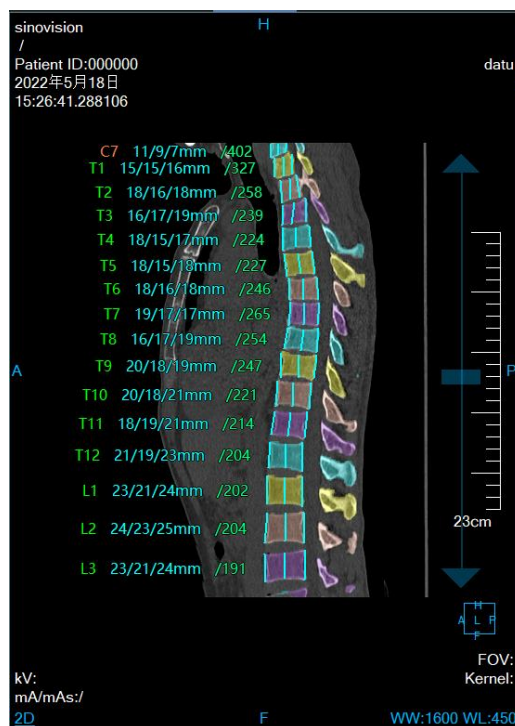 H
sinovision
/
Patient ID:000000
datu
2022年5月18日
15:26:41.288106
C7 11/9/7mm /402
T1 15/15/16mm /327
T2 18/16/18mm /258
T3 16/17/19mm /239
T4 18/15/17mm /224
T5 18/15/18mm /227
T6 18/16/18mm /246
T7 19/17/17mm /265
T8 16/17/19mm /254
T9 20/18/19mm /247
A
P
T10 20/18/21mm /221
T11 18/19/21mm /214
T12 21/19/23mm /204
L1 23/21/24mm /202
L2 24/23/25mm /204
23cm
L3 23/21/24mm /191
H
A L P
F
kV:
FOV:
mA/mAs:/
Kernel:
2D
F
WW:1600 WL:450